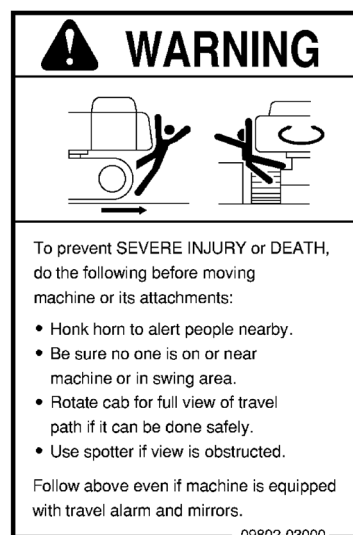 WARNING
To prevent SEVERE INJURY or DEATH,
do the following before moving
machine or its attachments:
• Honk horn to alert people nearby.
• Be sure no one is on or near
machine or in swing area.
• Rotate cab for full view of travel
path if it can be done safely.
• Use spotter if view is obstructed.
Follow above even if machine is equipped
with travel alarm and mirrors.
09802-03000